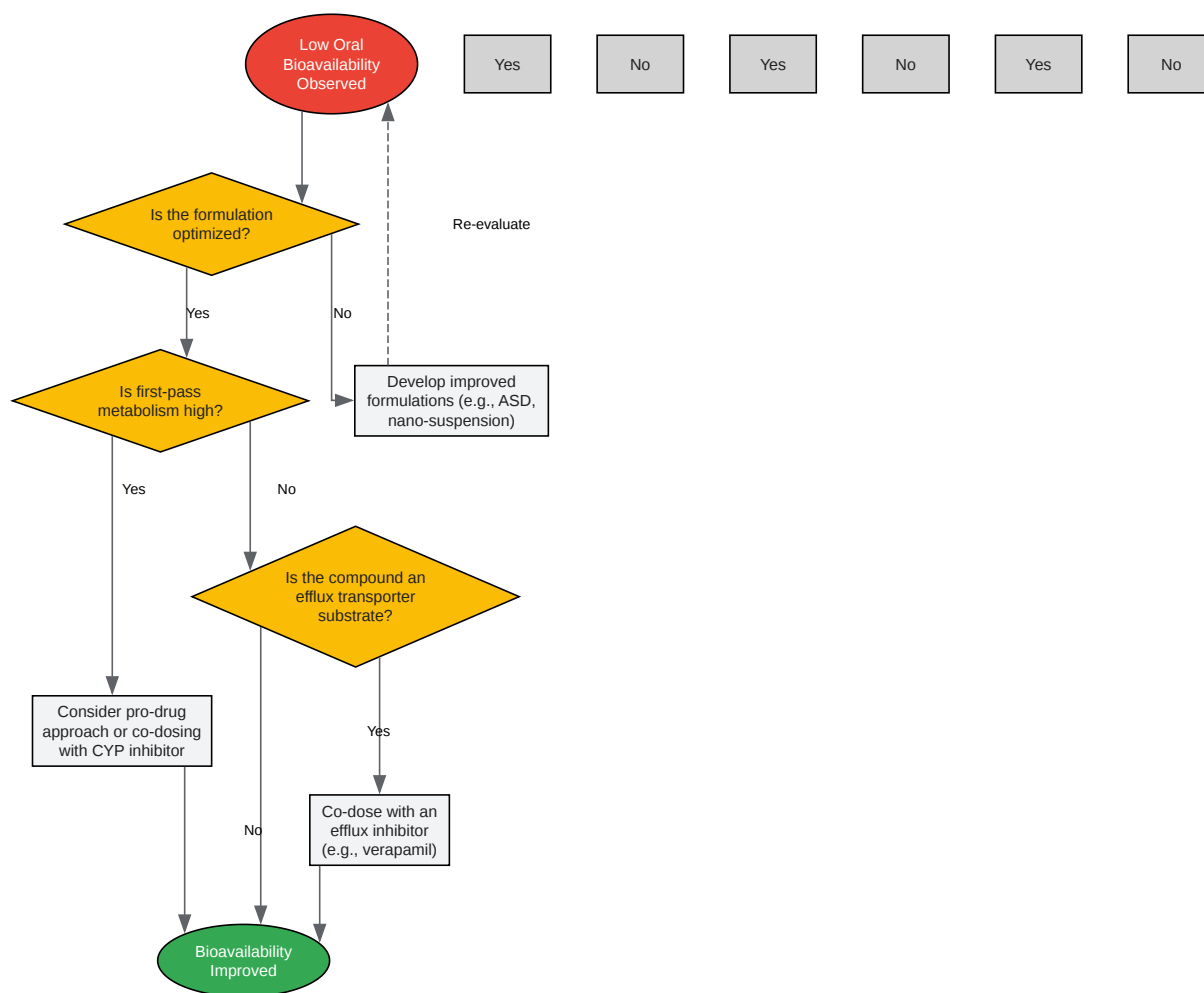 Low Oral
Bioavailability
Observed
Yes
No
Yes
No
Yes
No
Is the formulation
optimized?
Re-evaluate
Yes
No
Is first-pass
metabolism high?
Develop improved
formulations (e.g., ASD,
nano-suspension)
Yes
No
Is the compound an
efflux transporter
substrate?
Consider pro-drug
approach or co-dosing
with CYP inhibitor
Yes
Co-dose with an
efflux inhibitor
(e.g., verapamil)
No
Bioavailability
Improved